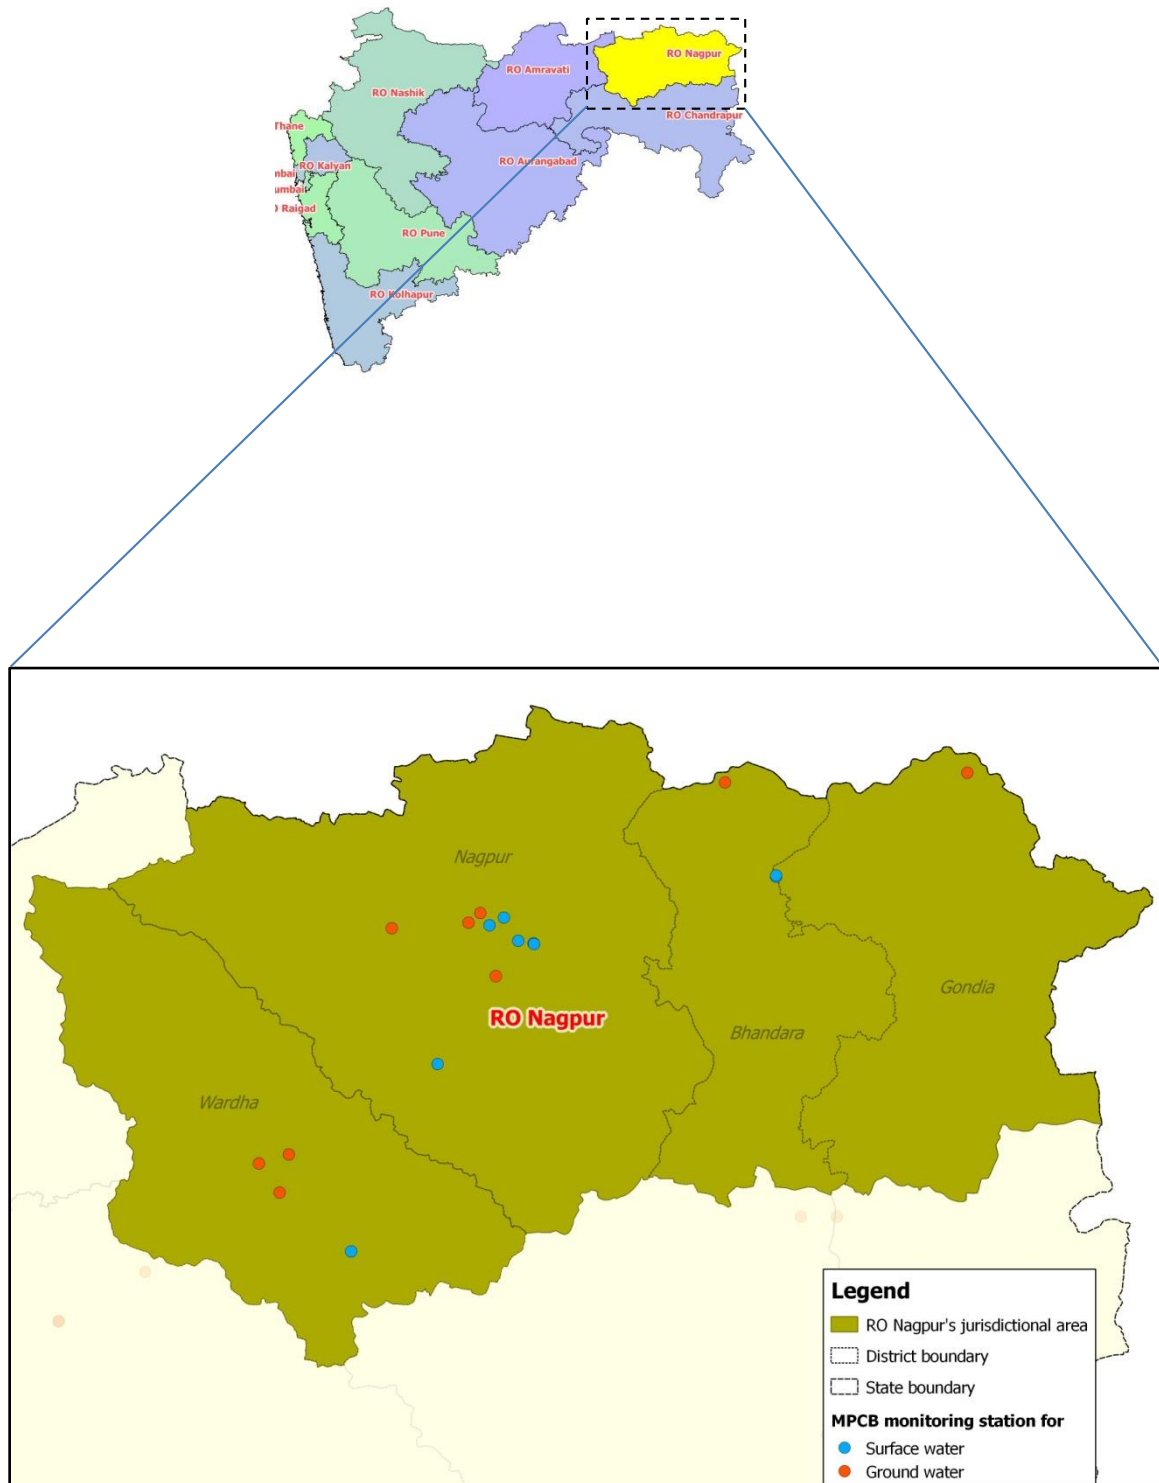 RO Nagpur
RO Amravati
RO Nashik
RO Chandrapur
Thane
RO Aurangabad
RO Kalyan
mbai
umbai
O Raigad
RO Pune
RO Kolhapur
Nagpur
Gondia
RO Nagpur
Bhandara
Wardha
Legend
RO Nagpur's jurisdictional area
District boundary
State boundary
MPCB monitoring station for
Surface water
Ground water